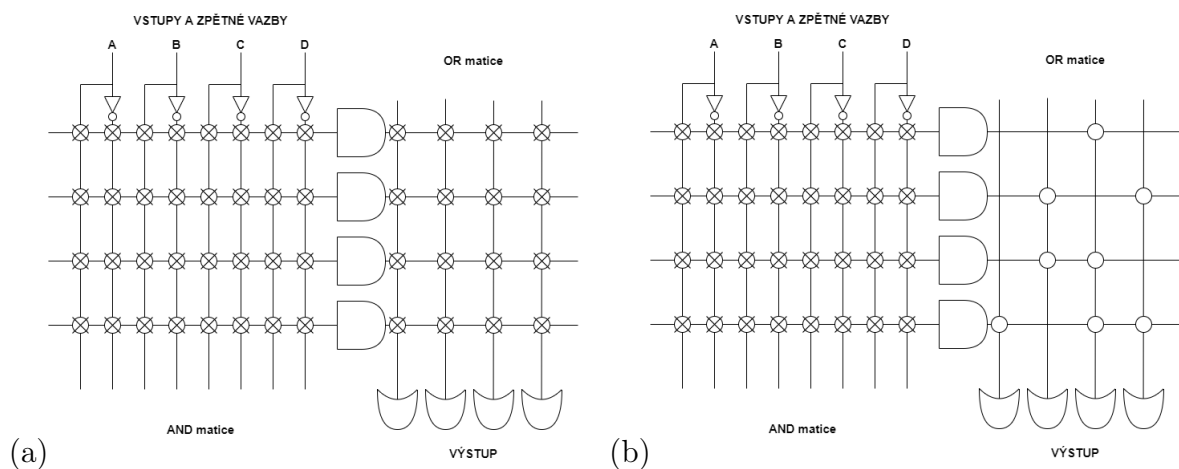 VSTUPY A ZPĚTNÉ VAZBY
A B C D
OR matice
AND matice
VÝSTUP
(a)
VSTUPY A ZPĚTNÉ VAZBY
A B C D
OR matice
AND matice
VÝSTUP
(b)